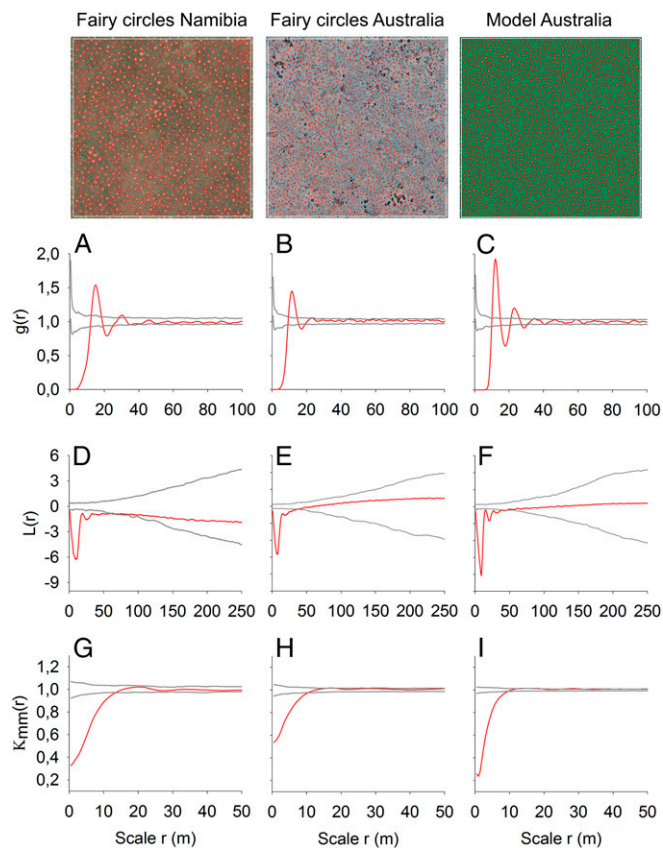 Fairy circles Namibia Fairy circles Australia Model Australia
A B C
g(r)
2,0
1,5
1,0
0,5
0,0
0 20 40 60 80 100 0 20 40 60 80 100 0 20 40 60 80 100
D E F
L(r)
6
3
0
-3
-6
-9
0 50 100 150 200 250 0 50 100 150 200 250 0 50 100 150 200 250
G H I
Kmm(r)
1,2
1,0
0,8
0,6
0,4
0,2
0 10 20 30 40 50 0 10 20 30 40 50 0 10 20 30 40 50
Scale r (m) Scale r (m) Scale r (m)